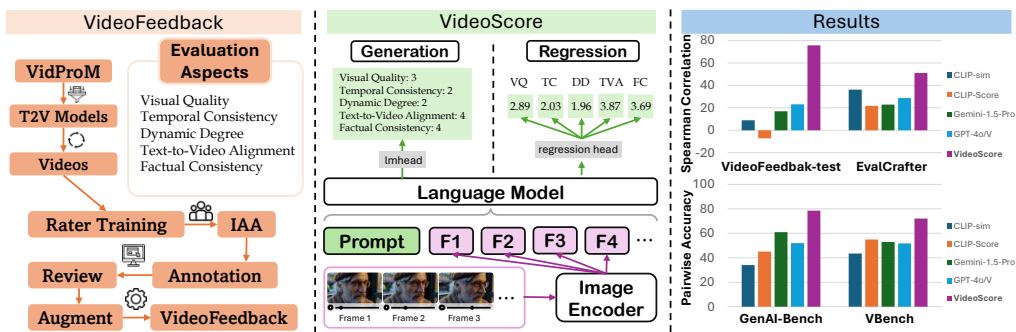 VideoFeedback
Evaluation
Aspects
VidProM
T2V Models
Videos
Visual Quality
Temporal Consistency
Dynamic Degree
Text-to-Video Alignment
Factual Consistency
Rater Training
IAA
Review
Annotation
Augment
VideoFeedback
VideoScore
Generation
Regression
Visual Quality: 3
Temporal Consistency: 2
Dynamic Degree: 2
Text-to-Video Alignment: 4
Factual Consistency: 4
VQ TC DD TVA FC
2.89 2.03 1.96 3.87 3.69
lmhead
regression head
Language Model
Prompt F1 F2 F3 F4 ...
Frame 1 Frame 2 Frame 3
...
Image
Encoder
Results
Spearman Correlation
80
60
40
20
0
-20
VideoFeedbak-test EvalCrafter
CLIP-sim
CLIP-Score
Gemini-1.5-Pro
GPT-4o/V
VideoScore
Pairwise Accuracy
100
80
60
40
20
0
GenAI-Bench VBench
CLIP-sim
CLIP-Score
Gemini-1.5-Pro
GPT-4o/V
VideoScore